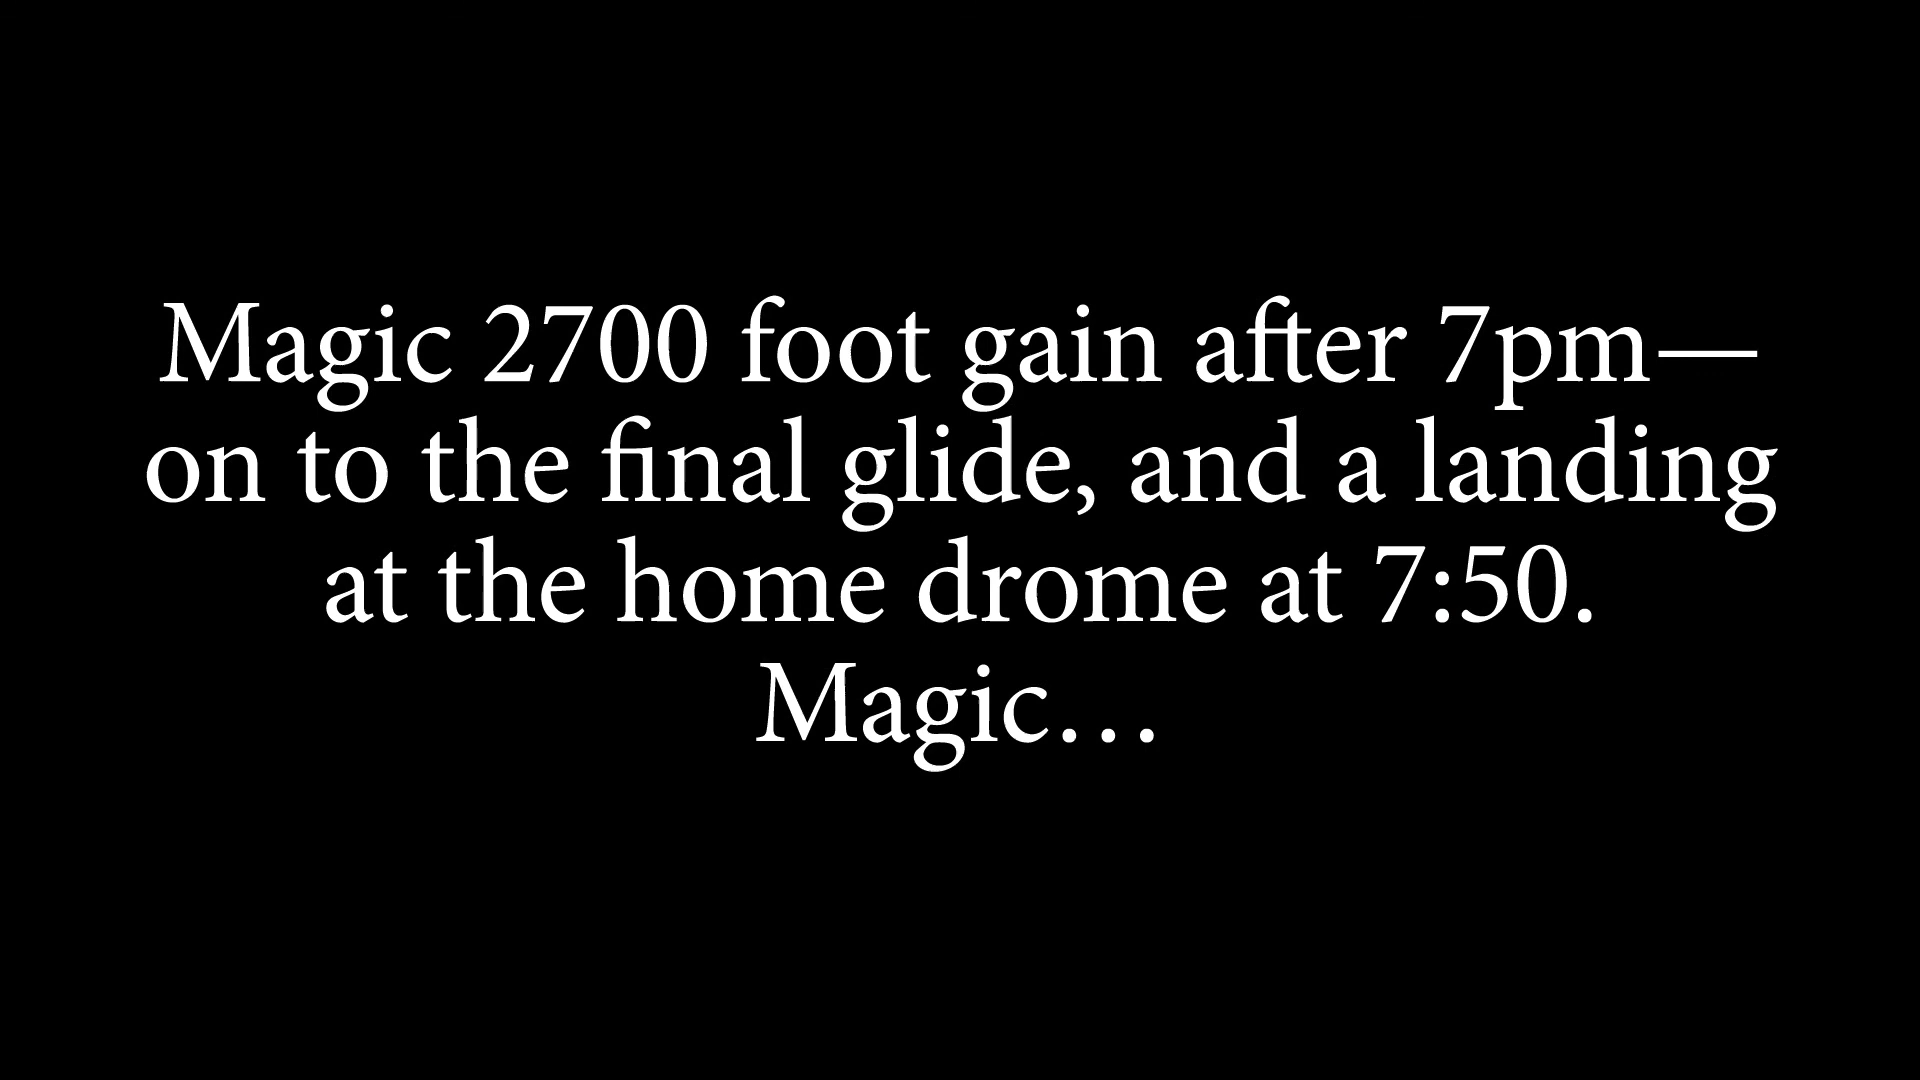 Magic 2700 foot gain after 7pm—
on to the final glide, and a landing
at the home drome at 7:50.
Magic…